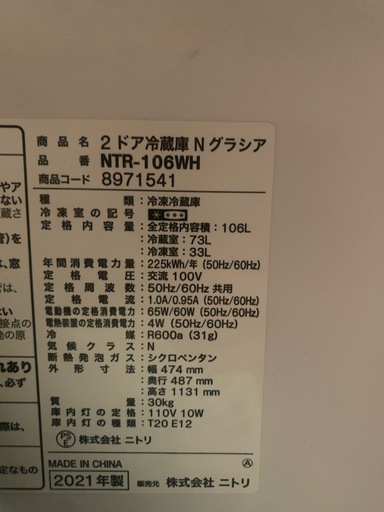 商品名 2ドア冷蔵庫Nグラシア
品番 NTR-106WH
商品コード 8971541
種類 :冷凍冷蔵庫
冷凍室の記号 :
定格内容量 :全定格内容積:106L
冷蔵室:73L
冷凍室:33L
年間消費電力量 :225kWh/年(50Hz/60Hz)
定格電圧 :交流 100V
定格周波数 :50Hz/60Hz 共用
定格電流 :1.0A/0.95A (50Hz/60Hz)
電動機の定格消費電力 :65W/60W (50Hz/60Hz)
電熱装置の定格消費電力 :4W (50Hz/60Hz)
冷媒 :R600a (31g)
気候クラス :N
断熱発泡ガス :シクロペンタン
外形寸法 :幅 474mm
奥行 487mm
高さ 1131mm
質量 :30kg
庫内灯の定格 :110V 10W
庫内灯の種類 :T20 E12
PSE 株式会社 ニトリ
MADE IN CHINA Ⓐ
2021年製 販売元 株式会社 ニトリ